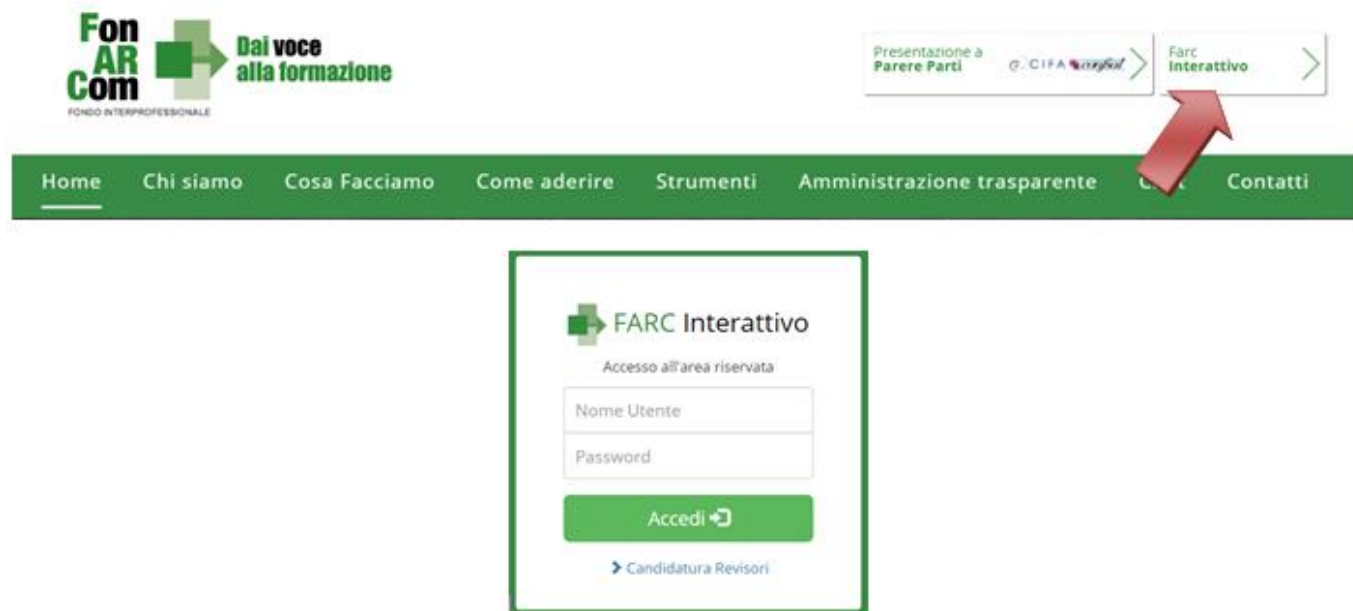 Fon
AR
Com
FONDO INTERPROFESSIONALE
Dai voce
alla formazione
Presentazione a
Parere Parti
CIFA
Farc
Interattivo
Home Chi siamo Cosa Facciamo Come aderire Strumenti Amministrazione trasparente Contatti
FARC Interattivo
Accesso all'area riservata
Nome Utente
Password
Accedi
Candidatura Revisori